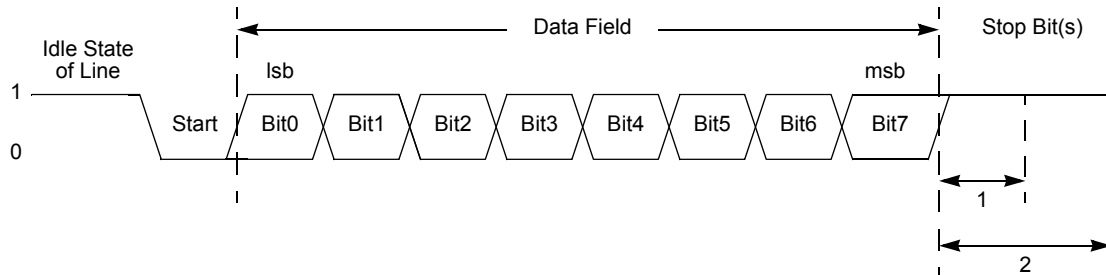 Data Field
Stop Bit(s)
Idle State
of Line
lsb
msb
1
Start
Bit0
Bit1
Bit2
Bit3
Bit4
Bit5
Bit6
Bit7
0
1
2